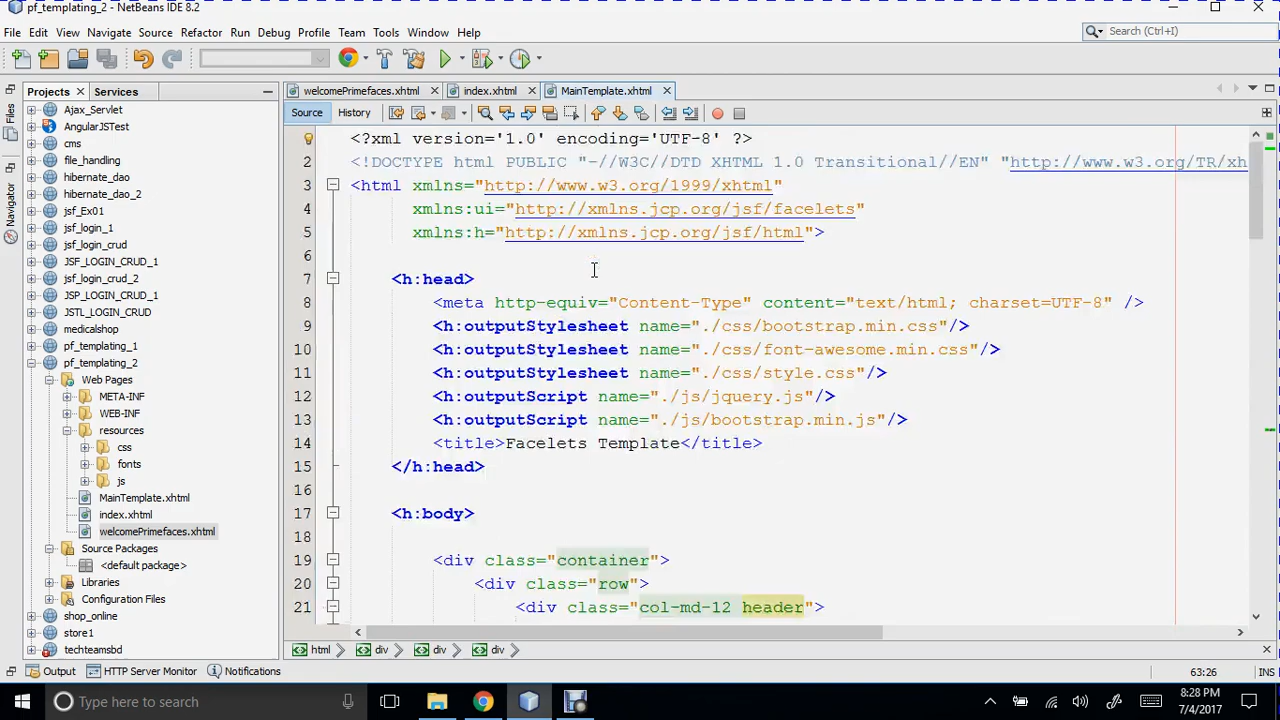 pf_templating_2 - NetBeans IDE 8.2
File Edit View Navigate Source Refactor Run Debug Profile Team Tools Window Help
Search (Ctrl+I)
Projects Services
welcomePrimefaces.xhtml index.xhtml MainTemplate.xhtml
Files
Navigator
Source History
Ajax_Servlet
AngularJSTest
cms
file_handling
hibernate_dao
hibernate_dao_2
jsf_Ex01
jsf_login_1
jsf_login_crud
JSF_LOGIN_CRUD_1
jsf_login_crud_2
JSP_LOGIN_CRUD_1
JSTL_LOGIN_CRUD
medicalshop
pf_templating_1
pf_templating_2
Web Pages
META-INF
WEB-INF
resources
css
fonts
js
MainTemplate.xhtml
index.xhtml
welcomePrimefaces.xhtml
Source Packages
<default package>
Libraries
Configuration Files
shop_online
store1
techteamsbd
<?xml version='1.0' encoding='UTF-8' ?>
2 <!DOCTYPE html PUBLIC "-//W3C//DTD XHTML 1.0 Transitional//EN" "http://www.w3.org/TR/xh
3 <html xmlns="http://www.w3.org/1999/xhtml"
4 xmlns:ui="http://xmlns.jcp.org/jsf/facelets"
5 xmlns:h="http://xmlns.jcp.org/jsf/html">
6
7 <h:head>
8 <meta http-equiv="Content-Type" content="text/html; charset=UTF-8" />
9 <h:outputStylesheet name="./css/bootstrap.min.css"/>
10 <h:outputStylesheet name="./css/font-awesome.min.css"/>
11 <h:outputStylesheet name="./css/style.css"/>
12 <h:outputScript name="./js/jquery.js"/>
13 <h:outputScript name="./js/bootstrap.min.js"/>
14 <title>Facelets Template</title>
15 </h:head>
16
17 <h:body>
18
19 <div class="container">
20 <div class="row">
21 <div class="col-md-12 header">
html div div div
Output HTTP Server Monitor Notifications
63:26 INS
Type here to search
8:28 PM
7/4/2017